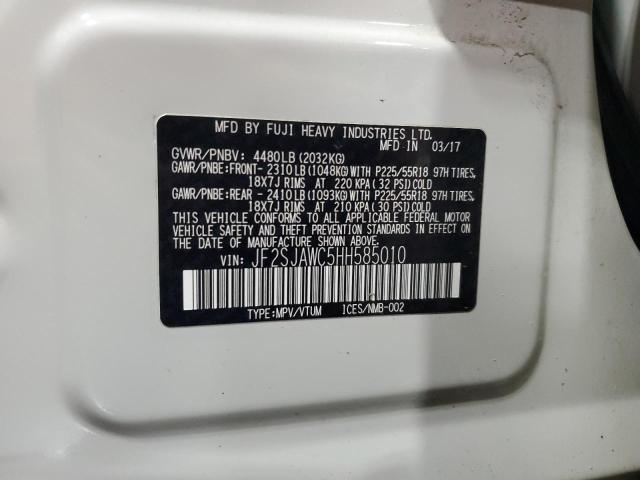 MFD BY FUJI HEAVY INDUSTRIES LTD.
MFD IN 03/17
GVWR/PNBV: 4480LB (2032KG)
GAWR/PNBE: FRONT- 2310LB (1048KG) WITH P225/55R18 97H TIRES,
18X7J RIMS AT 220 KPA ( 32 PSI) COLD
GAWR/PNBE: REAR - 2410LB (1093KG) WITH P225/55R18 97H TIRES,
18X7J RIMS AT 210 KPA ( 30 PSI) COLD
THIS VEHICLE CONFORMS TO ALL APPLICABLE FEDERAL MOTOR
VEHICLE SAFETY AND THEFT PREVENTION STANDARDS IN
EFFECT ON THE DATE OF MANUFACTURE SHOWN ABOVE.
VIN: JF2SJAWC5HH585010
TYPE:MPV/VTUM ICES/NMB-002